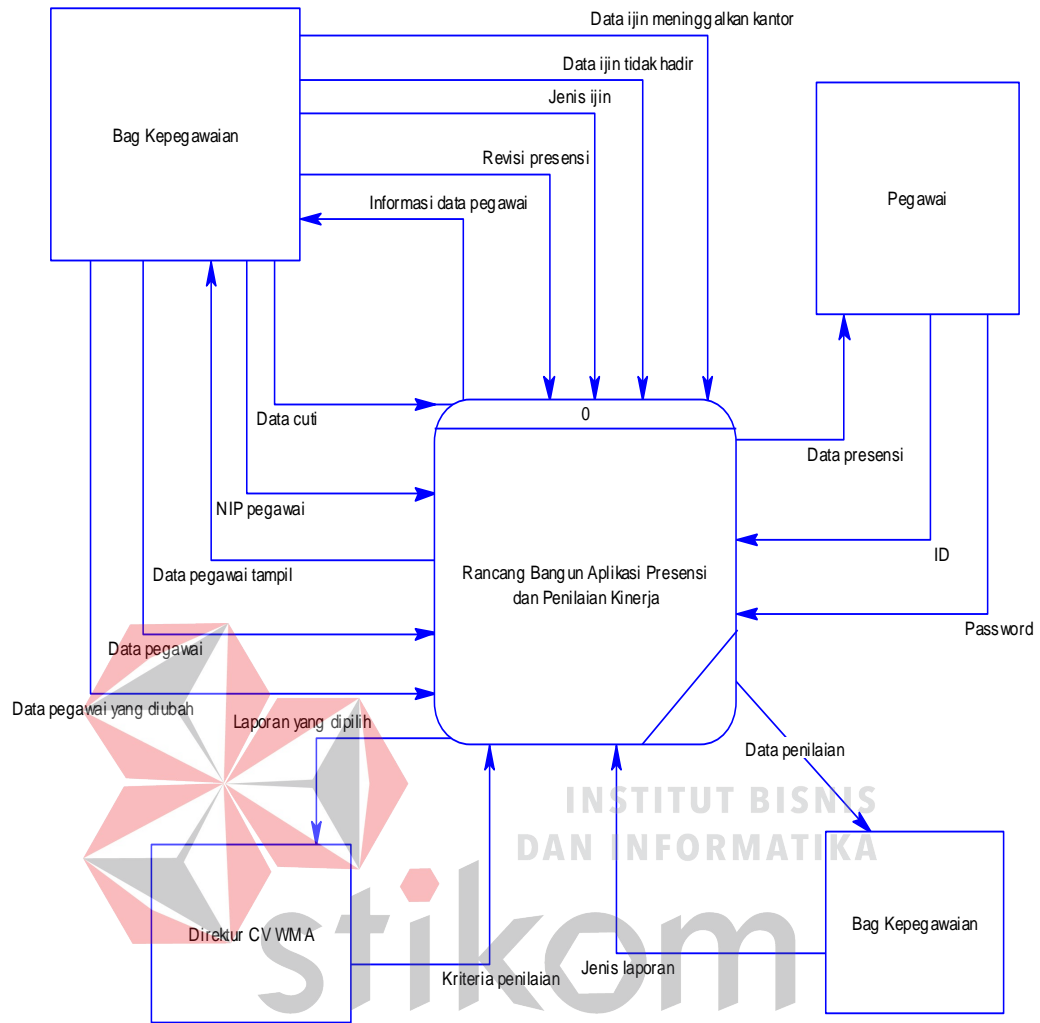 Data ijin meninggalkan kantor
Data ijin tidak hadir
Jenis ijin
Bag Kepegawaian
Revisi presensi
Pegawai
Informasi data pegawai
0
Data cuti
Data presensi
NIP pegawai
ID
Data pegawai tampil
Rancang Bangun Aplikasi Presensi
dan Penilaian Kinerja
Password
Data pegawai
Data pegawai yang diubah
Laporan yang dipilih
Data penilaian
INSTITUT BISNIS
DAN INFORMATIKA
stikom
Direktur CV WMA
Bag Kepegawaian
Kriteria penilaian
Jenis laporan